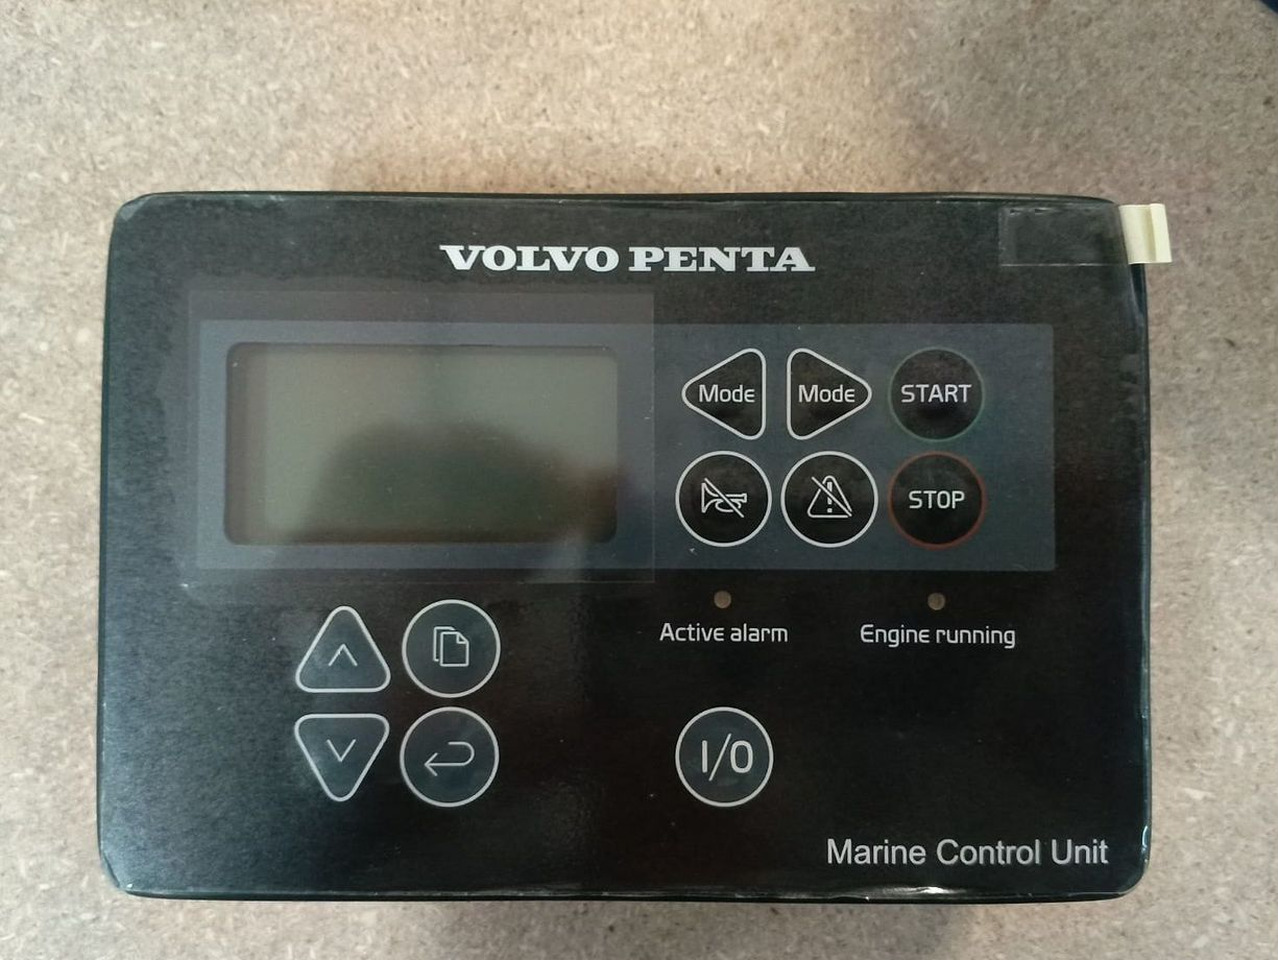 VOLVO PENTA
Mode Mode START
STOP
Active alarm Engine running
I/O
Marine Control Unit